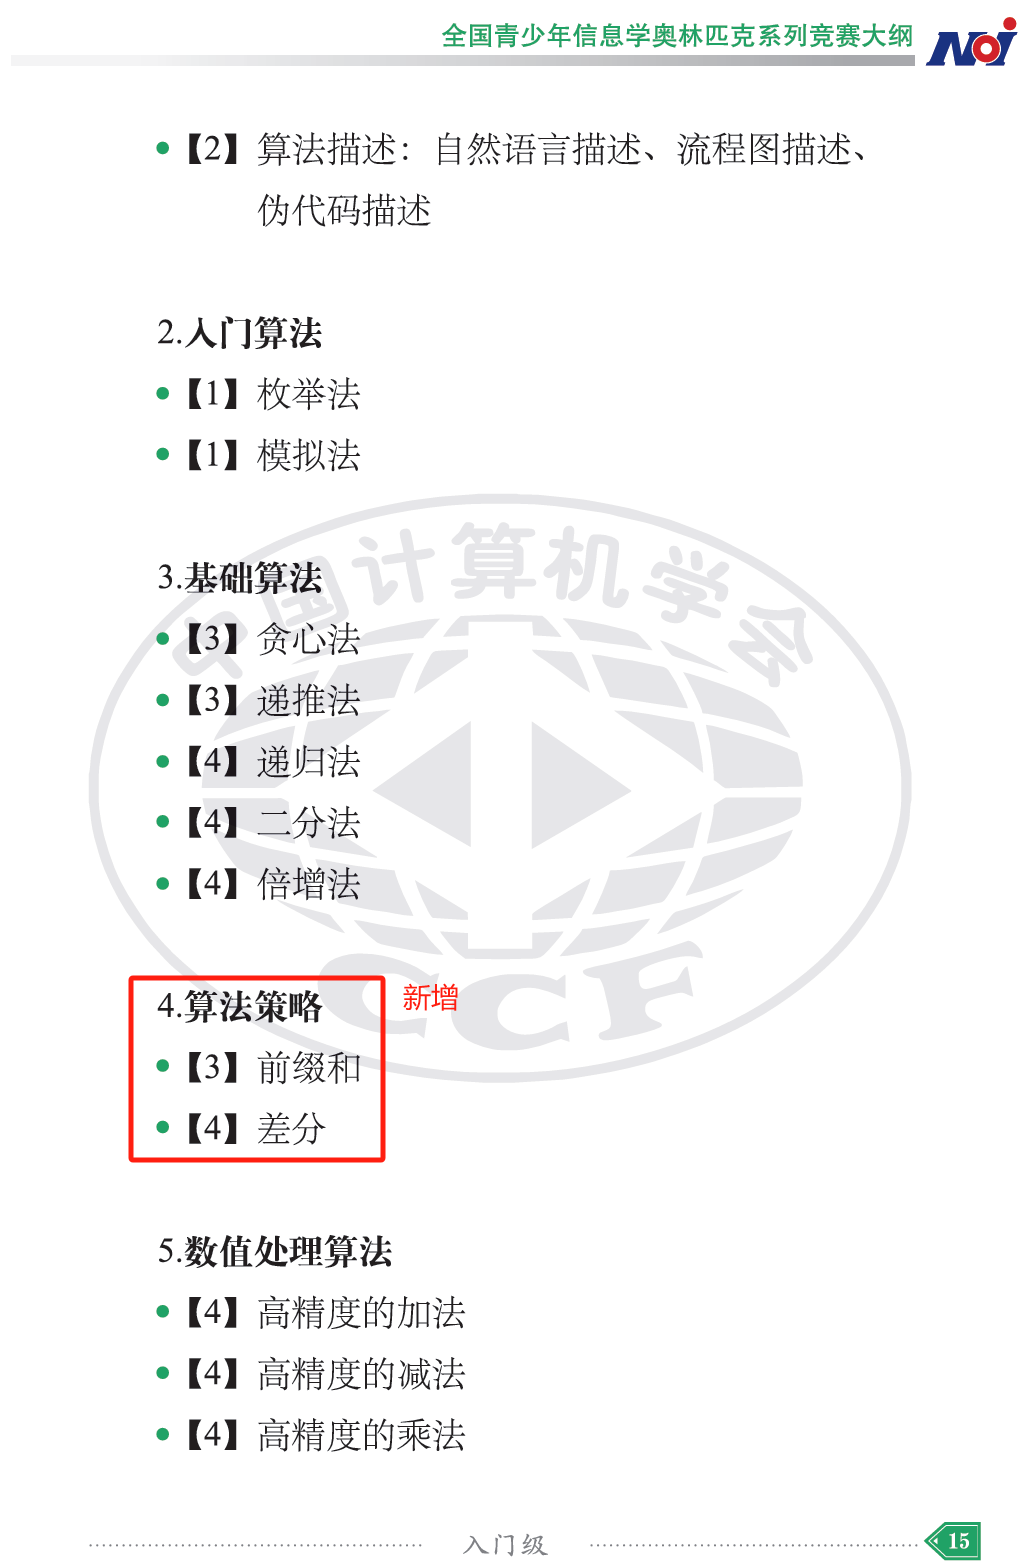 全国青少年信息学奥林匹克系列竞赛大纲
NOI
• 【2】算法描述：自然语言描述、流程图描述、
伪代码描述
2.入门算法
• 【1】枚举法
• 【1】模拟法
中国计算机学会
3.基础算法
• 【3】贪心法
• 【3】递推法
• 【4】递归法
• 【4】二分法
• 【4】倍增法
CCF
4.算法策略
新增
• 【3】前缀和
• 【4】差分
5.数值处理算法
• 【4】高精度的加法
• 【4】高精度的减法
• 【4】高精度的乘法
入门级
15